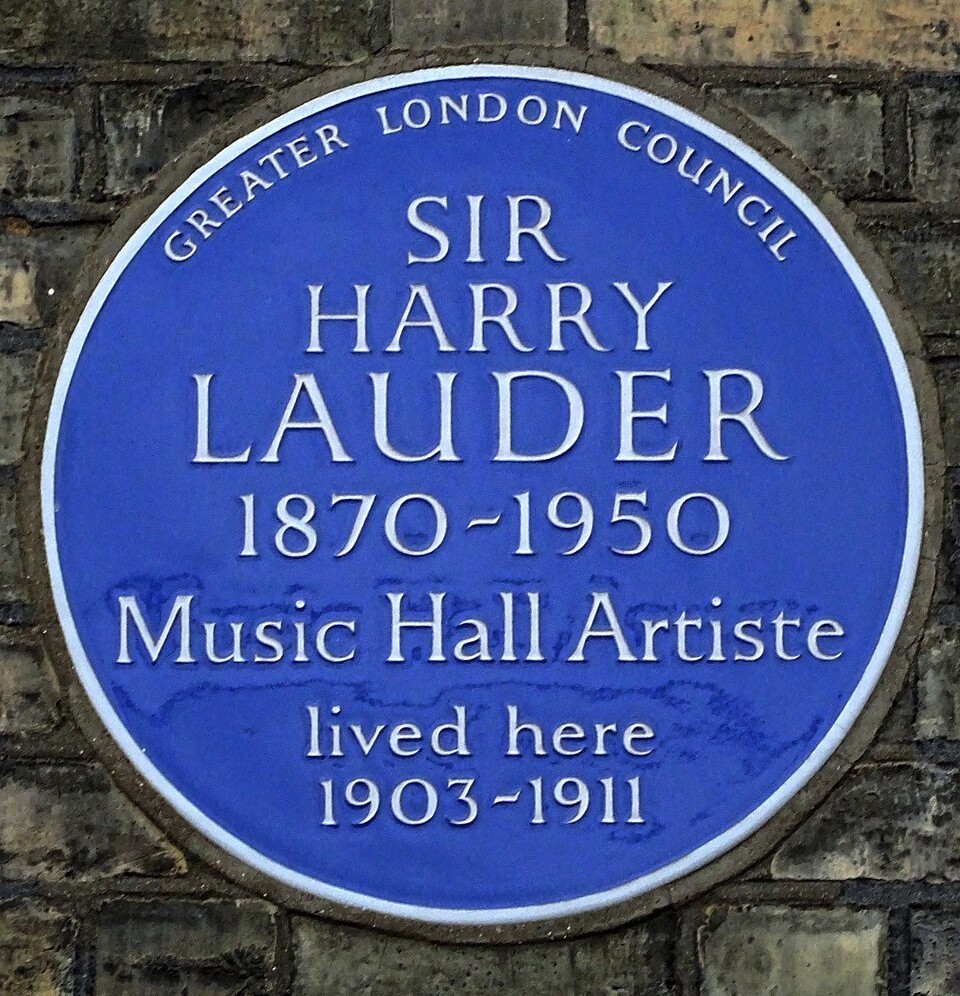 GREATER LONDON COUNCIL
SIR
HARRY
LAUDER
1870~1950
Music Hall Artiste
lived here
1903~1911